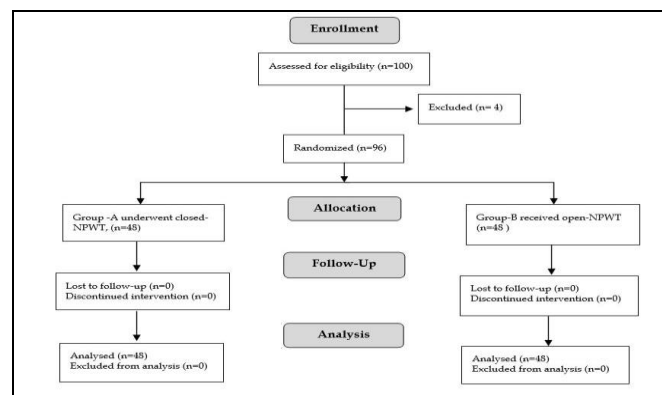 Enrollment
Assessed for eligibility (n=100)
Excluded (n= 4)
Randomized (n=96)
Group -A underwent closed-
NPWT, (n=48)
Allocation
Group-B received open-NPWT
(n=48 )
Follow-Up
Lost to follow-up (n=0)
Discontinued intervention (n=0)
Lost to follow-up (n=0)
Discontinued intervention (n=0)
Analysis
Analysed (n=48)
Excluded from analysis (n=0)
Analysed (n=48)
Excluded from analysis (n=0)